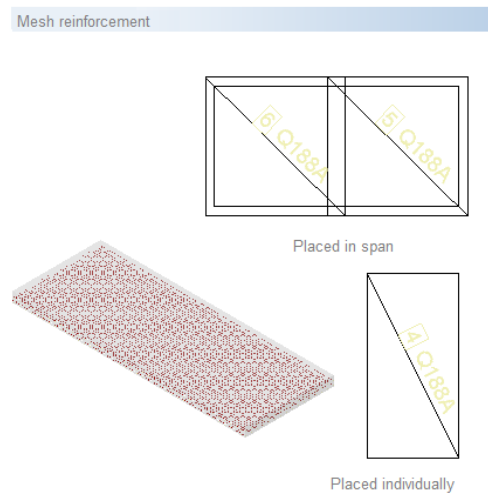 Mesh reinforcement
6 Q188A
5 Q188A
Placed in span
4 Q188A
Placed individually